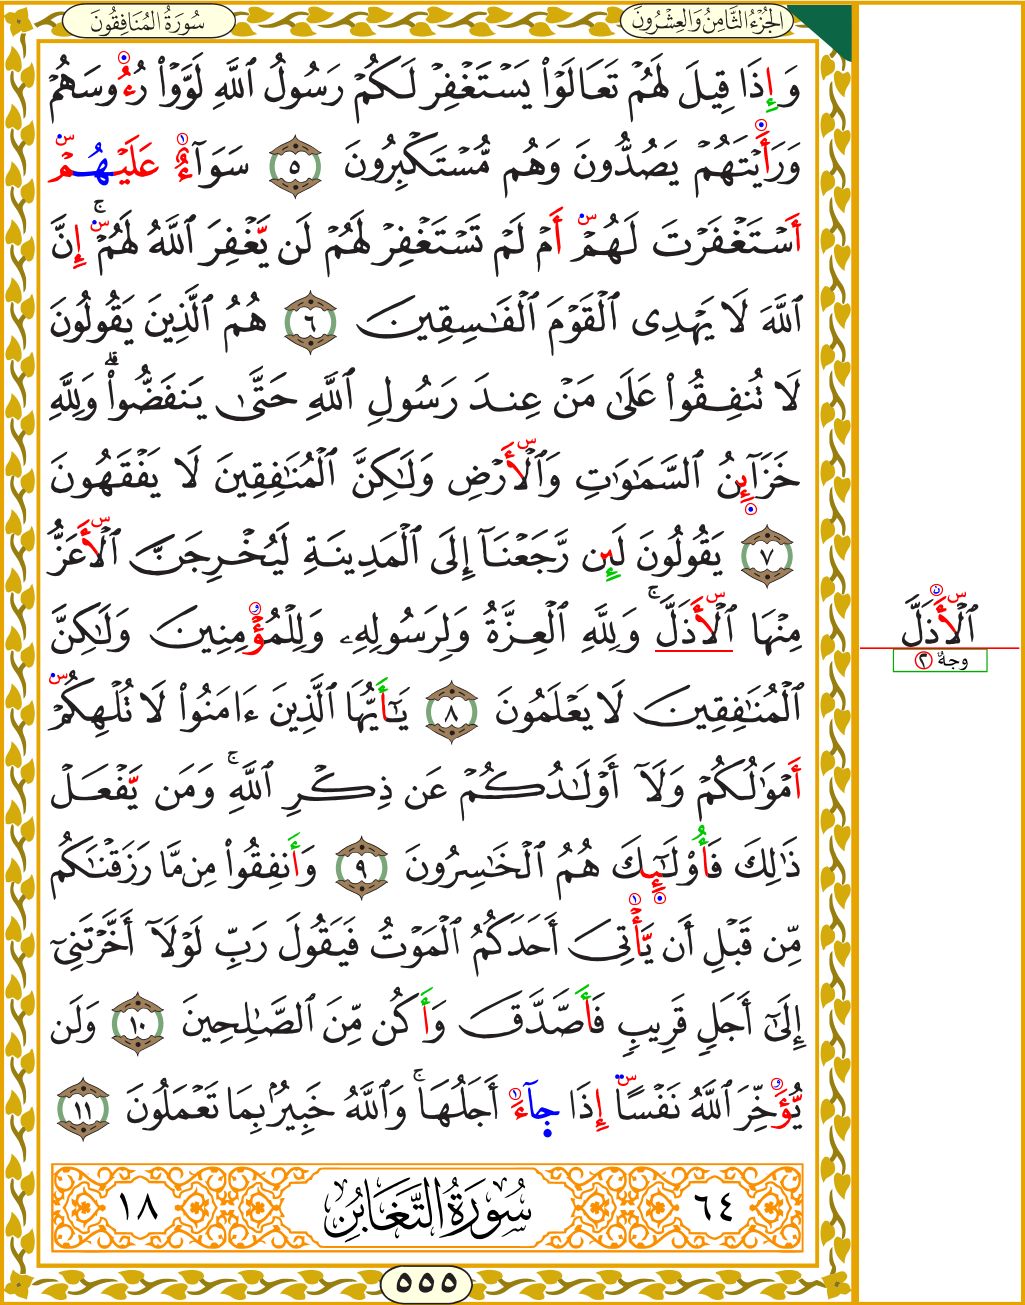 الجُزْءُ الثَّامِنُ وَالعِشْرُونَ
سُورَةُ المُنَافِقُونَ
وَإِذَا قِيلَ لَهُمْ تَعَالَوْاْ يَسْتَغْفِرْ لَكُمْ رَسُولُ ٱللَّهِ لَوَّوْاْ رُءُوسَهُمْ
وَرَأَيْتَهُمْ يَصُدُّونَ وَهُم مُّسْتَكْبِرُونَ ٥ سَوَآءٌ عَلَيْهُمْ
أَسْتَغْفَرْتَ لَهُمْ أَمْ لَمْ تَسْتَغْفِرْ لَهُمْ لَن يَّغْفِرَ ٱللَّهُ لَهُمْۚ إِنَّ
ٱللَّهَ لَا يَهْدِى ٱلْقَوْمَ ٱلْفَٰسِقِينَ ٦ هُمُ ٱلَّذِينَ يَقُولُونَ
لَا تُنفِقُواْ عَلَىٰ مَنْ عِندَ رَسُولِ ٱللَّهِ حَتَّىٰ يَنفَضُّواْۗ وَلِلَّهِ
خَزَآئِنُ ٱلسَّمَٰوَٰتِ وَٱلْأَرْضِ وَلَٰكِنَّ ٱلْمُنَٰفِقِينَ لَا يَفْقَهُونَ
٧ يَقُولُونَ لَئِن رَّجَعْنَآ إِلَى ٱلْمَدِينَةِ لَيُخْرِجَنَّ ٱلْأَعَزُّ
مِنْهَا ٱلْأَذَلَّۚ وَلِلَّهِ ٱلْعِزَّةُ وَلِرَسُولِهِۦ وَلِلْمُؤْمِنِينَ وَلَٰكِنَّ
ٱلْأَذَلَّ
وجهٌ ٢
ٱلْمُنَٰفِقِينَ لَا يَعْلَمُونَ ٨ يَٰٓأَيُّهَا ٱلَّذِينَ ءَامَنُواْ لَا تُلْهِكُمْ
أَمْوَٰلُكُمْ وَلَآ أَوْلَٰدُكُمْ عَن ذِكْرِ ٱللَّهِۚ وَمَن يَّفْعَلْ
ذَٰلِكَ فَأُوْلَٰٓئِكَ هُمُ ٱلْخَٰسِرُونَ ٩ وَأَنفِقُواْ مِن مَّا رَزَقْنَٰكُم
مِّن قَبْلِ أَن يَّأْتِىَ أَحَدَكُمُ ٱلْمَوْتُ فَيَقُولَ رَبِّ لَوْلَآ أَخَّرْتَنِىٓ
إِلَىٰٓ أَجَلٍ قَرِيبٍ فَأَصَّدَّقَ وَأَكُن مِّنَ ٱلصَّٰلِحِينَ ١٠ وَلَن
يُّؤَخِّرَ ٱللَّهُ نَفْسًا إِذَا جَآءَ أَجَلُهَاۚ وَٱللَّهُ خَبِيرُۢ بِمَا تَعْمَلُونَ ١١
٦٤ سُورَةُ التَّغَابُنِ ١٨
٥٥٥